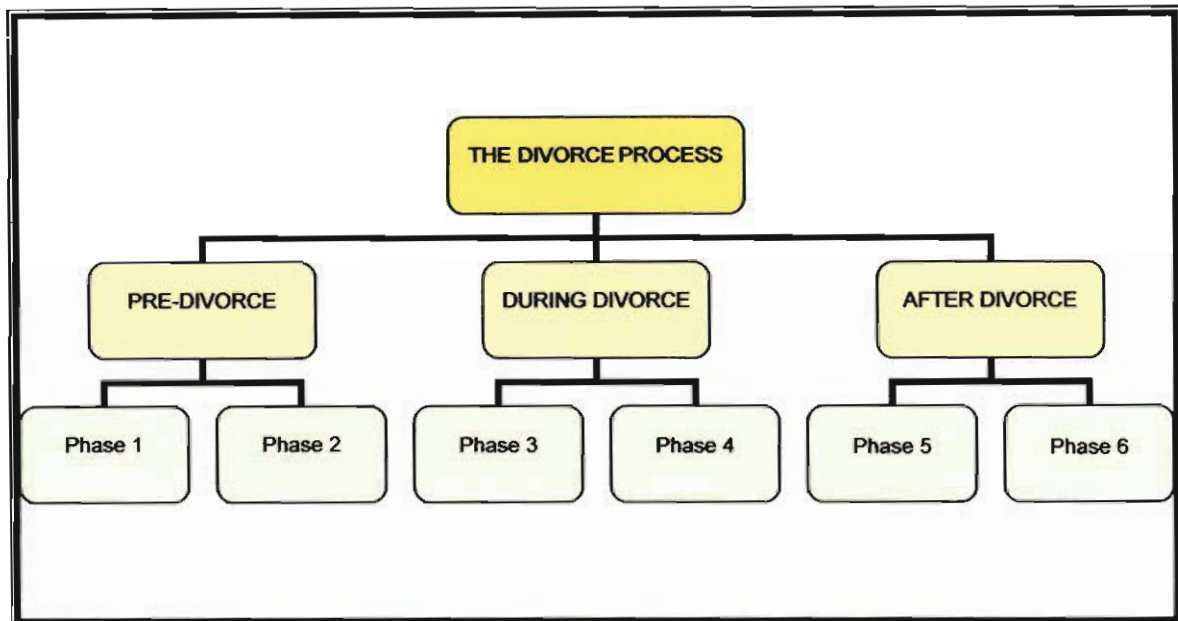 THE DIVORCE PROCESS
PRE-DIVORCE
DURING DIVORCE
AFTER DIVORCE
Phase 1
Phase 2
Phase 3
Phase 4
Phase 5
Phase 6